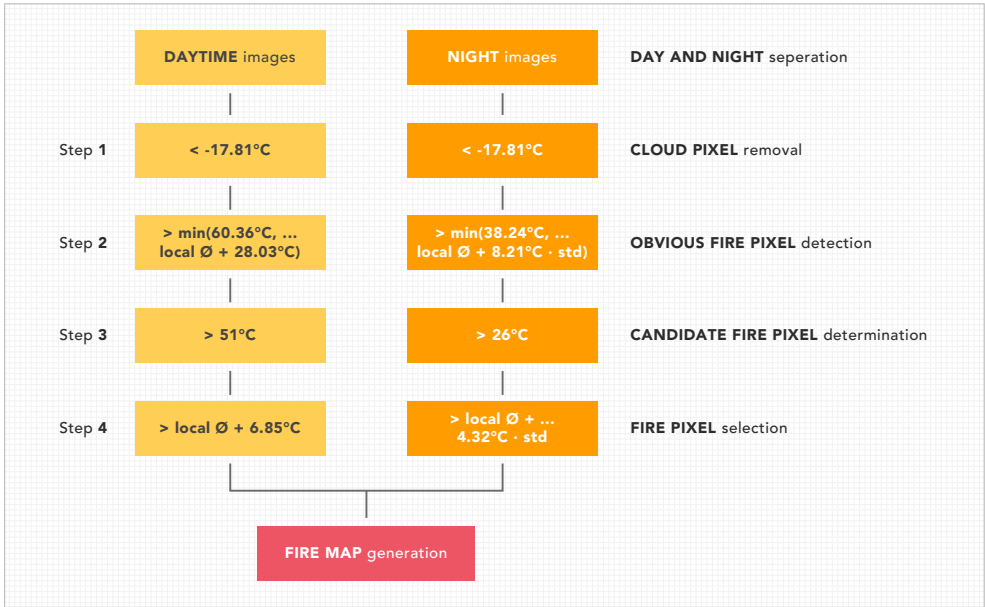 DAYTIME images
NIGHT images
DAY AND NIGHT seperation
Step 1
< -17.81°C
< -17.81°C
CLOUD PIXEL removal
Step 2
> min(60.36°C, ...
local Ø + 28.03°C)
> min(38.24°C, ...
local Ø + 8.21°C · std)
OBVIOUS FIRE PIXEL detection
Step 3
> 51°C
> 26°C
CANDIDATE FIRE PIXEL determination
Step 4
> local Ø + 6.85°C
> local Ø + ...
4.32°C · std
FIRE PIXEL selection
FIRE MAP generation